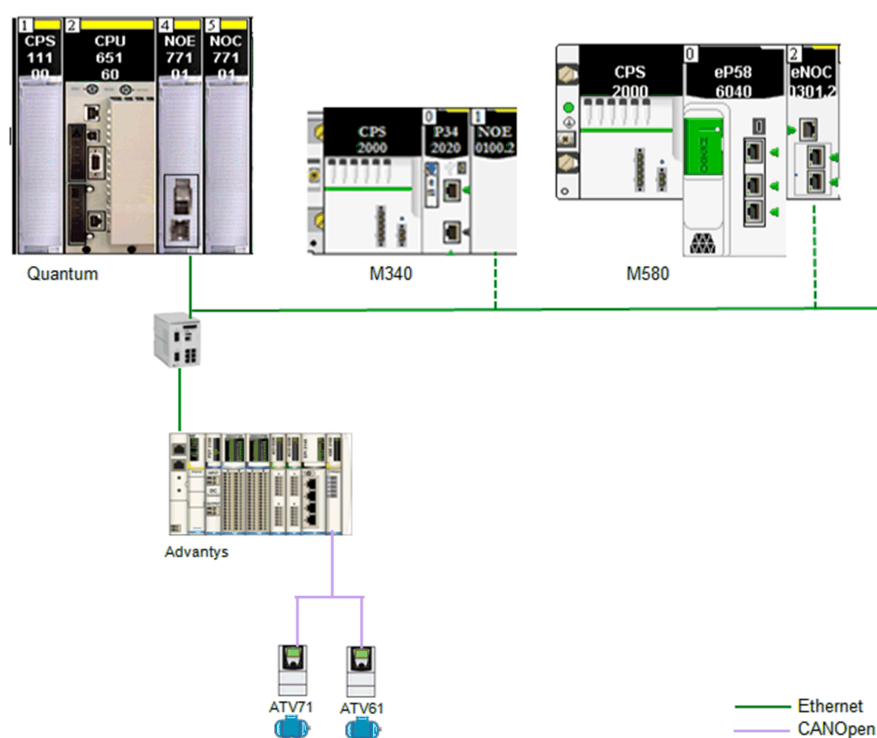 1
CPS
111
00
2
CPU
651
60
4
NOE
771
01
5
NOC
771
01
Quantum
CPS
2000
0
P34
2020
1
NOE
0100.2
M340
CPS
2000
0
eP58
6040
2
eNOC
0301.2
M580
Advantys
ATV71
ATV61
Ethernet
CANOpen